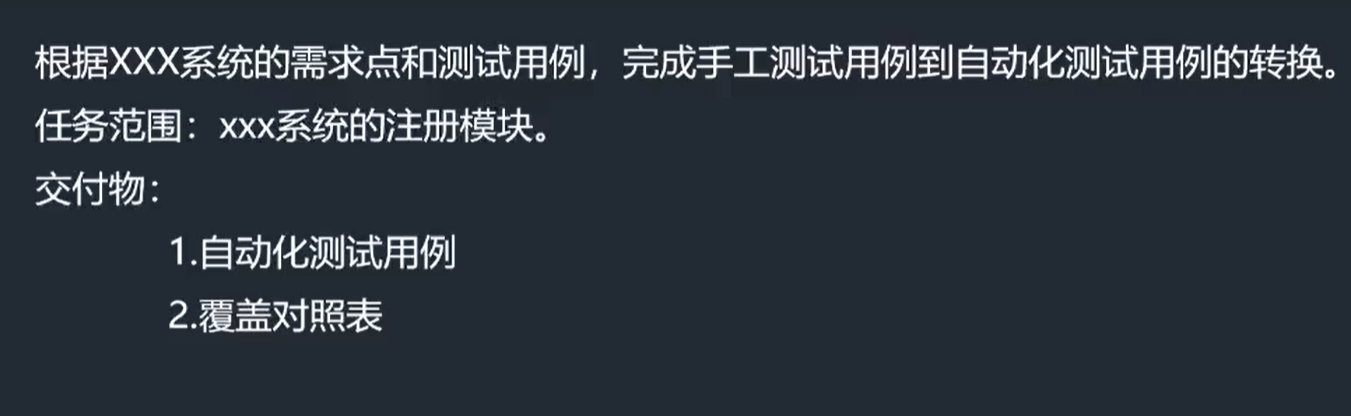 根据XXX系统的需求点和测试用例，完成手工测试用例到自动化测试用例的转换。
任务范围：xxx系统的注册模块。
交付物：
1.自动化测试用例
2.覆盖对照表